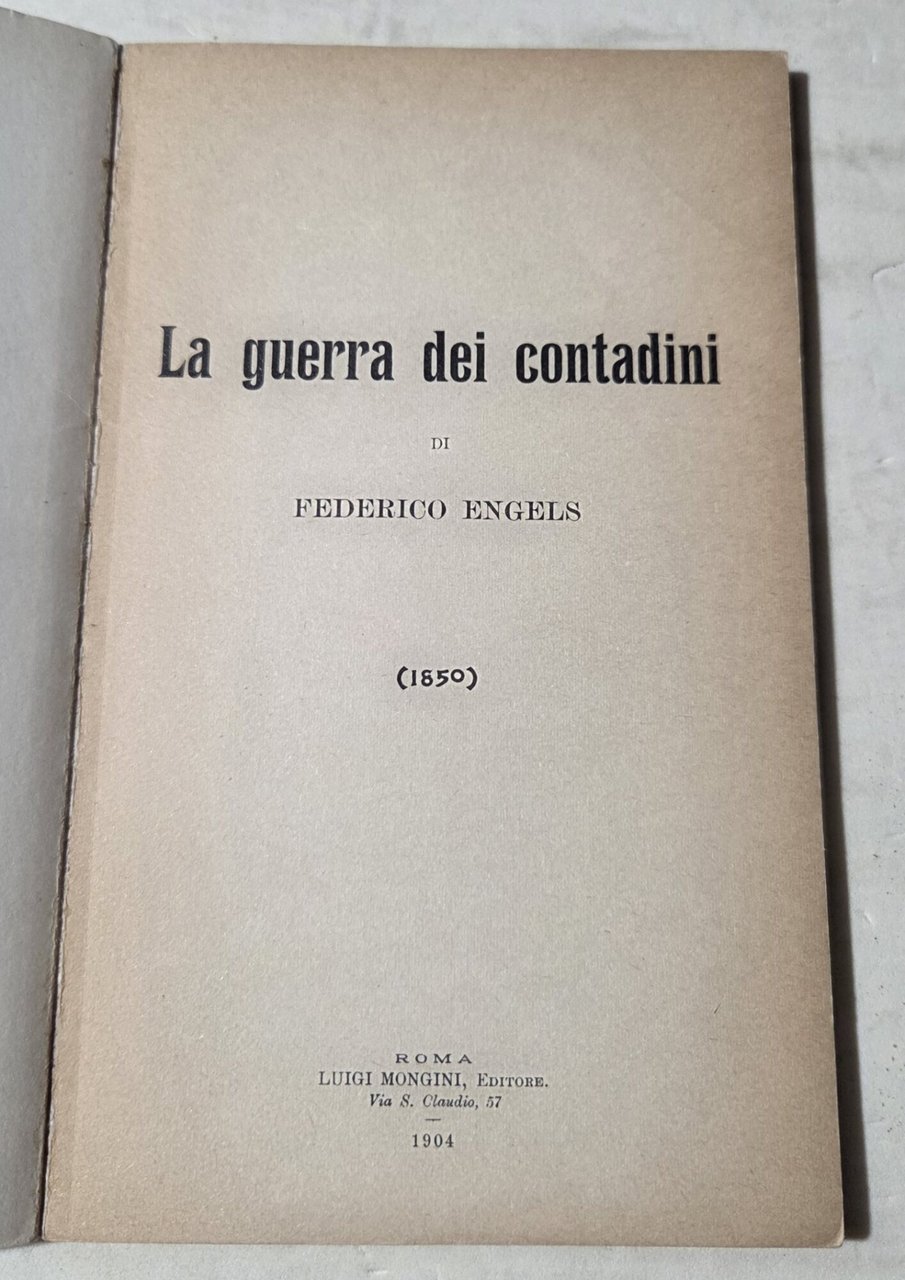 La guerra dei contadini
DI
FEDERICO ENGELS
(1850)
ROMA
LUIGI MONGINI, EDITORE.
Via S. Claudio, 57
1904